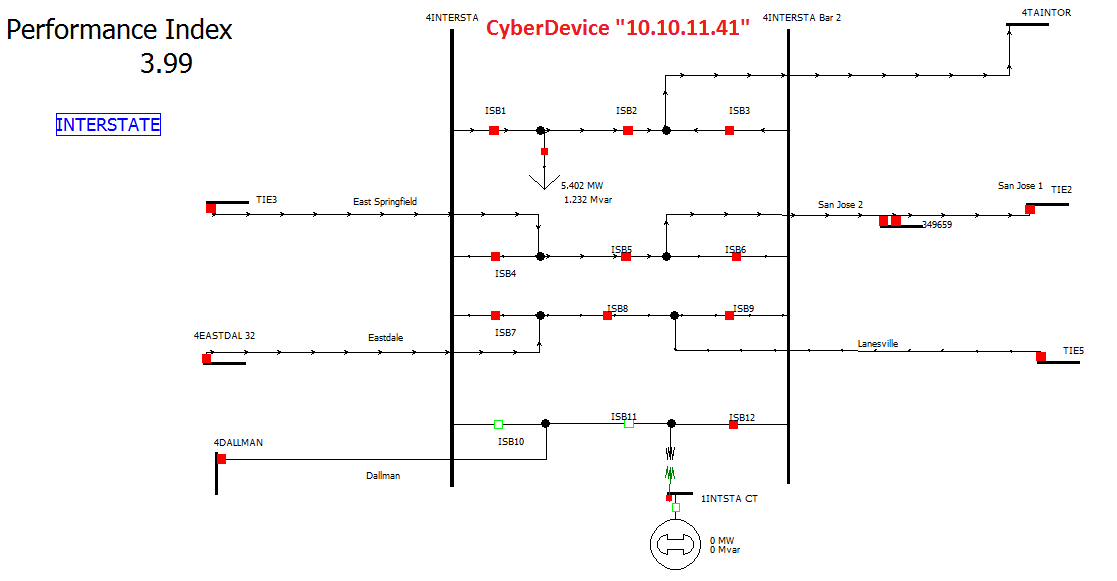 Performance Index
3.99
INTERSTATE
4INTERSTA
CyberDevice "10.10.11.41"
4INTERSTA Bar 2
4TAINTOR
ISB1
ISB2
ISB3
5.402 MW
1.232 Mvar
TIE3
East Springfield
San Jose 2
San Jose 1
TIE2
349659
ISB4
ISB5
ISB6
ISB7
ISB8
ISB9
4EASTDAL 32
Eastdale
Lanesville
TIE5
ISB10
ISB11
ISB12
4DALLMAN
Dallman
1INTSTA CT
0 MW
0 Mvar